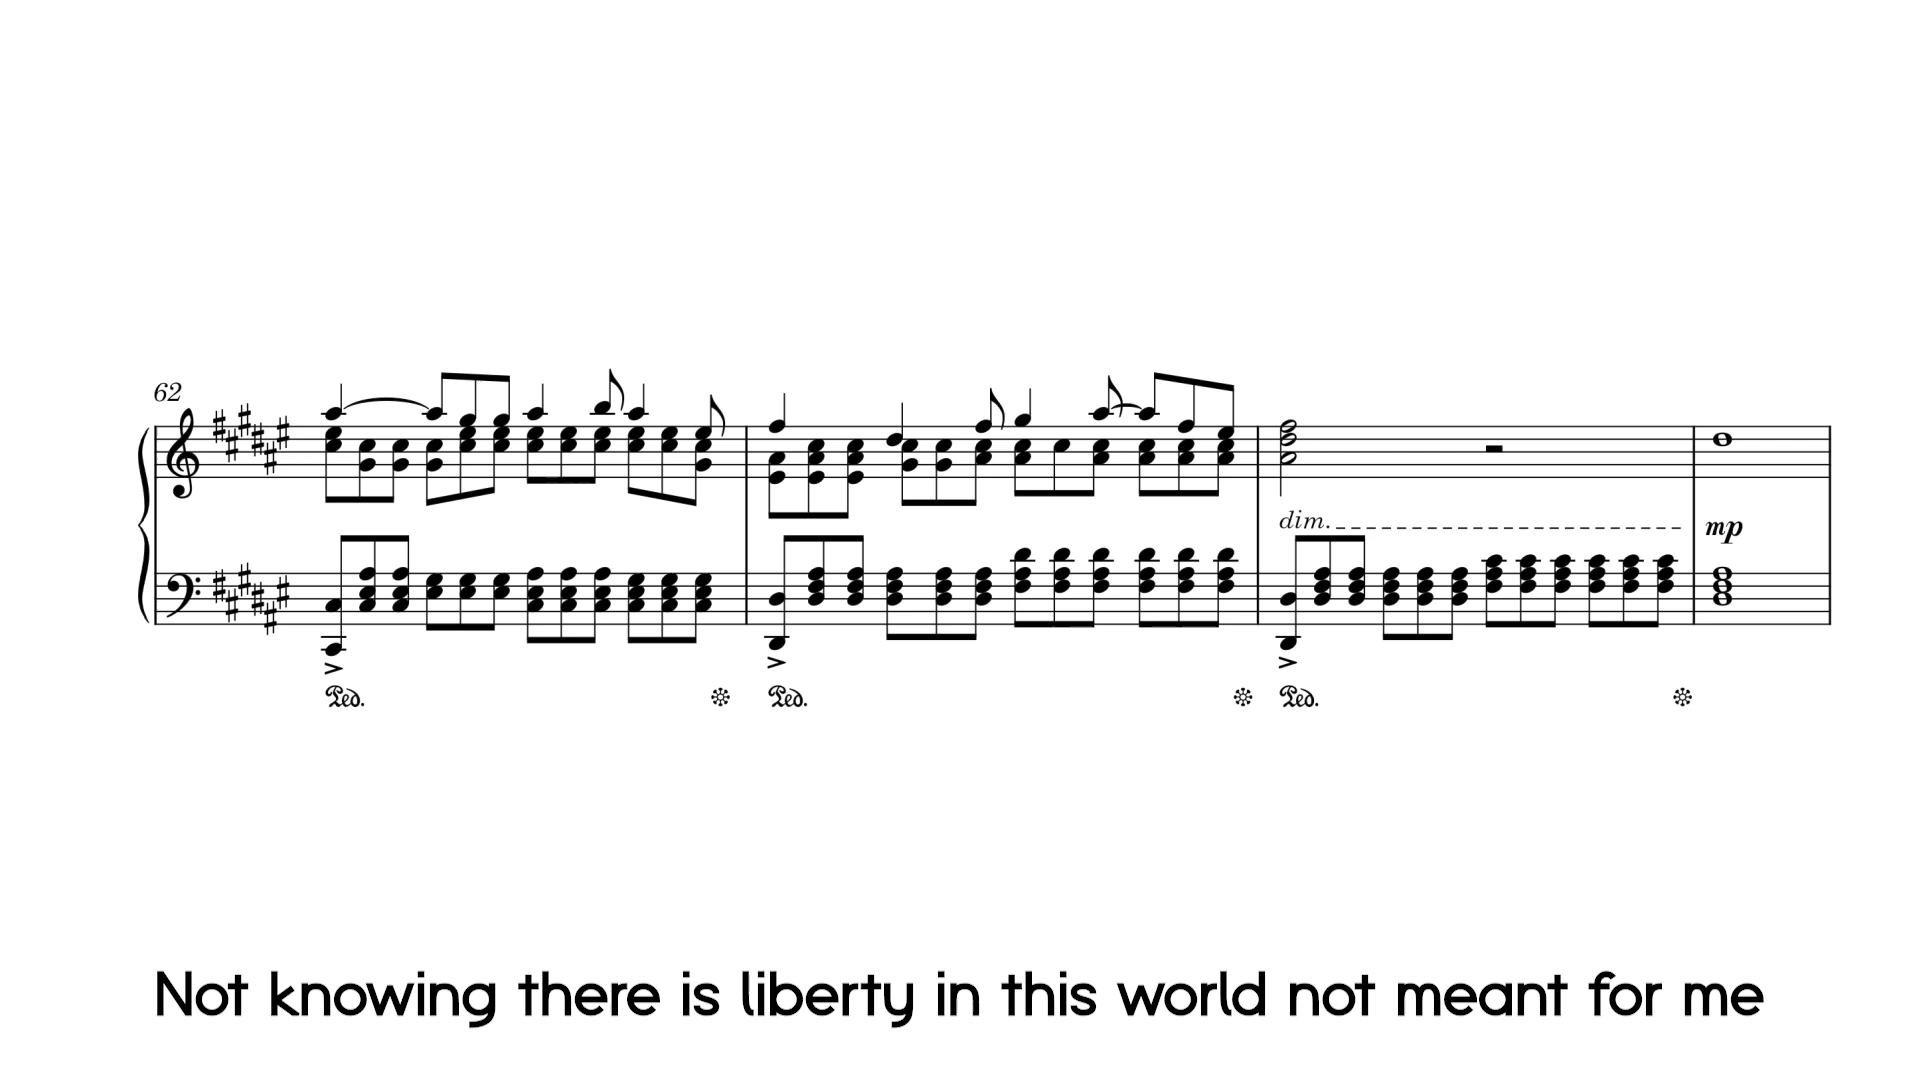 62
dim.
mp
Ped. Ped. Ped.
Not knowing there is liberty in this world not meant for me